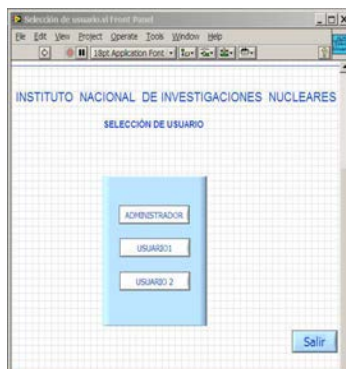 Selección de usuario.vi Front Panel
File Edit View Project Operate Tools Window Help
18pt Application Font
INSTITUTO NACIONAL DE INVESTIGACIONES NUCLEARES
SELECCIÓN DE USUARIO
ADMINISTRADOR
USUARIO1
USUARIO 2
Salir